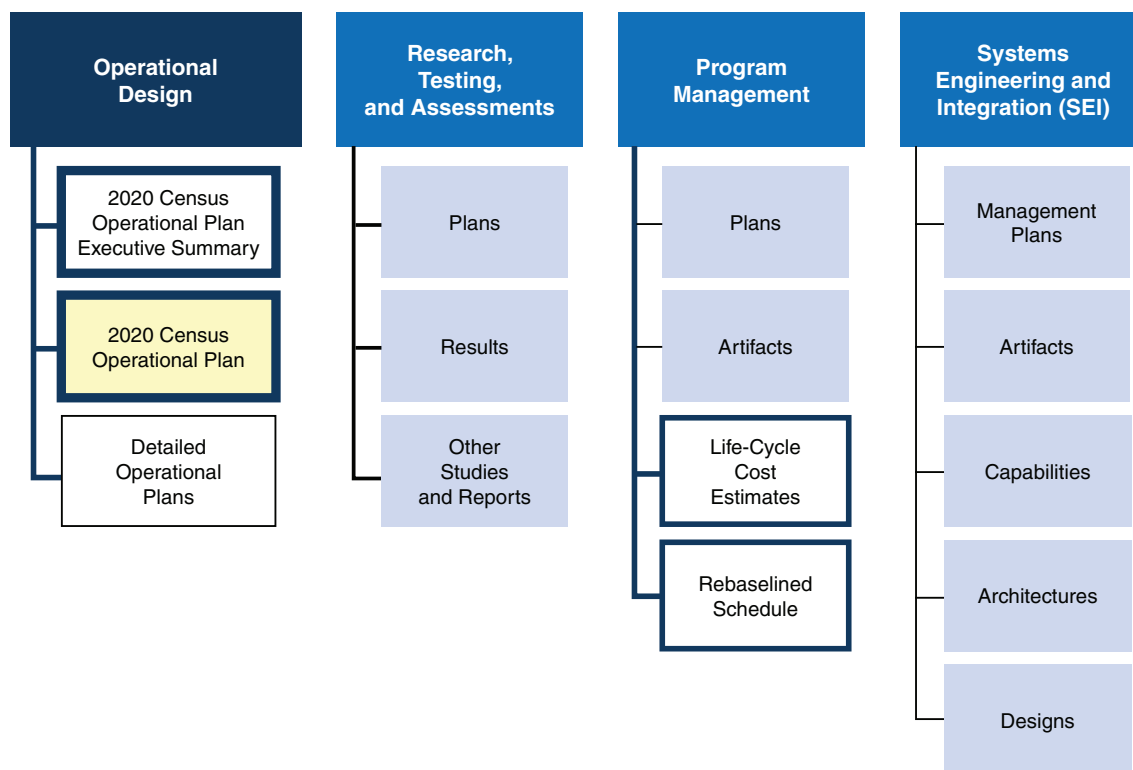 Operational
Design
2020 Census
Operational Plan
Executive Summary
2020 Census
Operational Plan
Detailed
Operational
Plans
Research,
Testing,
and Assessments
Plans
Results
Other
Studies
and Reports
Program
Management
Plans
Artifacts
Life-Cycle
Cost
Estimates
Rebaselined
Schedule
Systems
Engineering and
Integration (SEI)
Management
Plans
Artifacts
Capabilities
Architectures
Designs